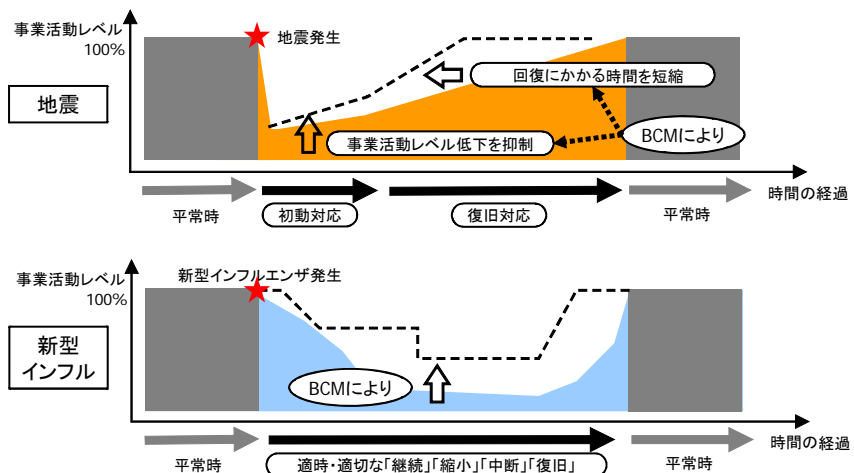 事業活動レベル
100%
地震発生
地震
回復にかかる時間を短縮
事業活動レベル低下を抑制
BCMにより
時間の経過
平常時
初動対応
復旧対応
平常時
事業活動レベル
100%
新型インフルエンザ発生
新型
インフル
BCMにより
時間の経過
平常時
適時・適切な｢継続｣｢縮小｣｢中断｣｢復旧｣
平常時